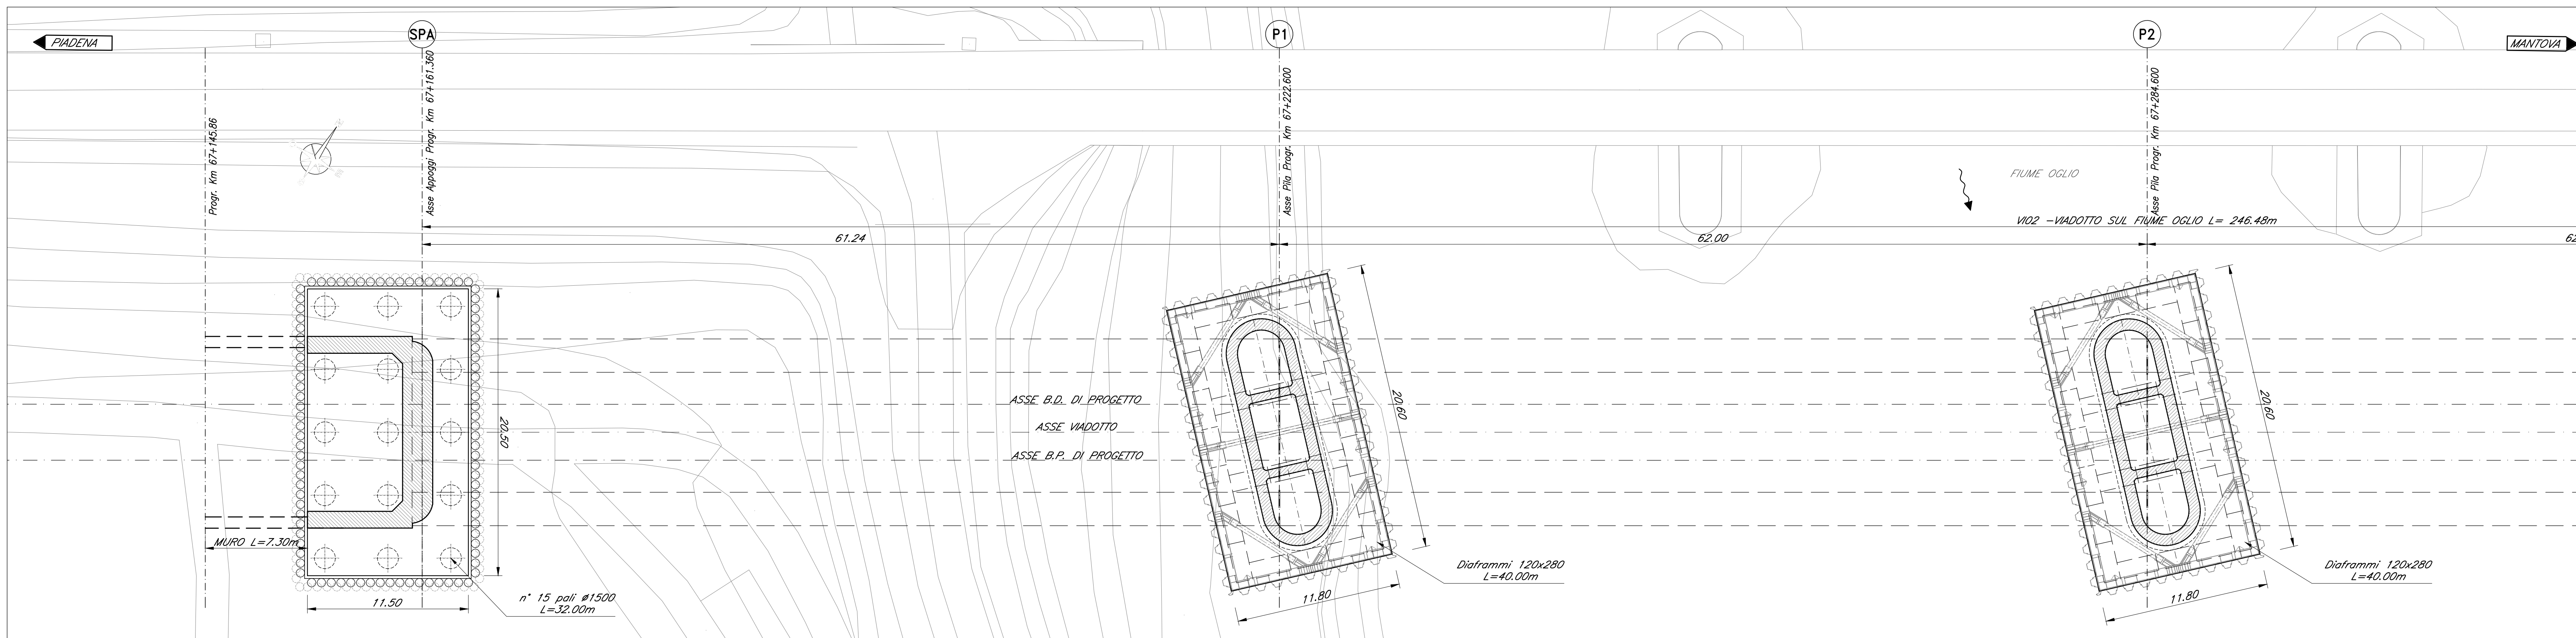 PIADENA
SPA
P1
P2
MANTOVA
Progr. Km 67+145.86
Asse Appoggi Progr. Km 67+161.360
Asse Pila Progr. Km 67+222.600
Asse Pila Progr. Km 67+284.600
FIUME OGLIO
VI02 -VIADOTTO SUL FIUME OGLIO L= 246.48m
61.24
62.00
ASSE B.D. DI PROGETTO
ASSE VIADOTTO
ASSE B.P. DI PROGETTO
20.50
20.60
20.60
MURO L=7.30m
11.50
n° 15 pali ø1500
L=32.00m
11.80
Diaframmi 120x280
L=40.00m
11.80
Diaframmi 120x280
L=40.00m